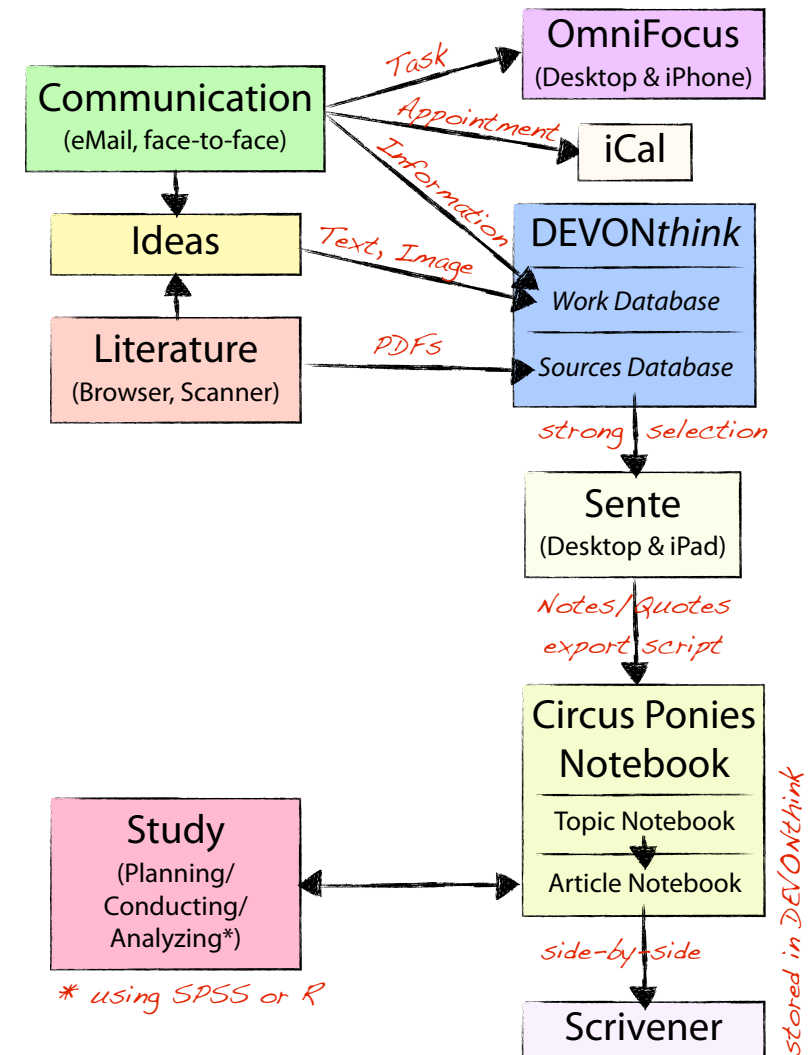 OmniFocus
(Desktop & iPhone)
Task
Communication
(eMail, face-to-face)
Appointment
iCal
Information
Ideas
Text, Image
DEVONthink
Work Database
Sources Database
Literature
(Browser, Scanner)
PDFs
strong selection
Sente
(Desktop & iPad)
Notes/Quotes
export script
Circus Ponies
Notebook
Topic Notebook
Article Notebook
Study
(Planning/
Conducting/
Analyzing*)
* using SPSS or R
side-by-side
stored in DEVONthink
Scrivener